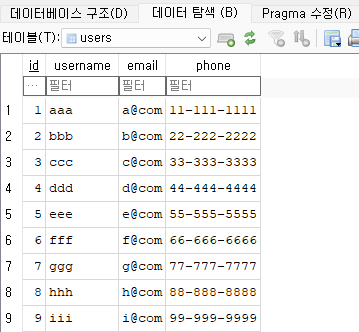 데이터베이스 구조(D) 데이터 탐색 (B) Pragma 수정(R)
테이블(T): users
id username email phone
... 필터 필터 필터
1 1 aaa a@com 11-111-1111
2 2 bbb b@com 22-222-2222
3 3 ccc c@com 33-333-3333
4 4 ddd d@com 44-444-4444
5 5 eee e@com 55-555-5555
6 6 fff f@com 66-666-6666
7 7 ggg g@com 77-777-7777
8 8 hhh h@com 88-888-8888
9 9 iii i@com 99-999-9999